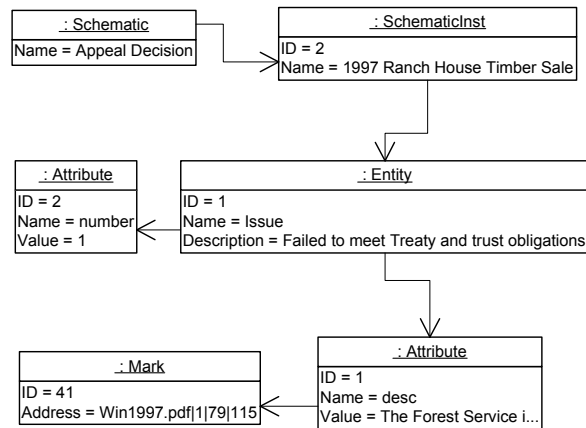 : Schematic
Name = Appeal Decision
: SchematicInst
ID = 2
Name = 1997 Ranch House Timber Sale
: Attribute
ID = 2
Name = number
Value = 1
: Entity
ID = 1
Name = Issue
Description = Failed to meet Treaty and trust obligations
: Mark
ID = 41
Address = Win1997.pdf|1|79|115
: Attribute
ID = 1
Name = desc
Value = The Forest Service i...